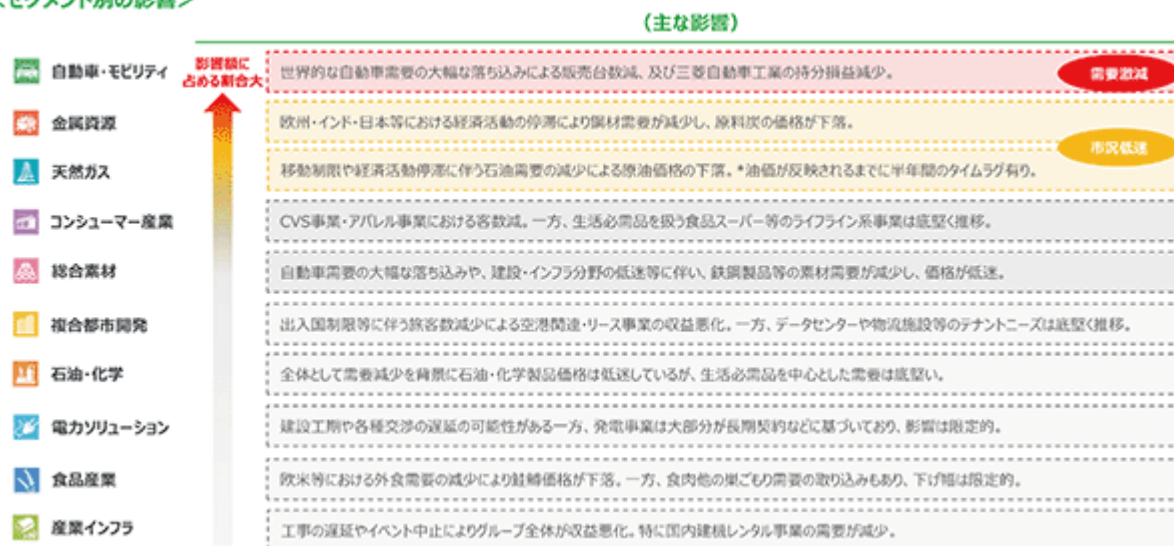 セグメント別の影響>
(主な影響)
自動車・モビリティ
影響額に
占める割合大
世界的な自動車需要の大幅な落ち込みによる販売台数減、及び三菱自動車工業の持分損益減少。
需要激減
金属資源
欧州・インド・日本等における経済活動の停滞により鋼材需要が減少し、原料炭の価格が下落。
市況低迷
天然ガス
移動制限や経済活動停滞に伴う石油需要の減少による原油価格の下落。*油価が反映されるまでに半年間のタイムラグ有り。
コンシューマー産業
CVS事業・アパレル事業における客数減。一方、生活必需品を扱う食品スーパー等のライフライン系事業は底堅く推移。
総合素材
自動車需要の大幅な落ち込みや、建設・インフラ分野の低迷等に伴い、鉄鋼製品等の素材需要が減少し、価格が低迷。
複合都市開発
出入国制限等に伴う旅客数減少による空港関連・リース事業の収益悪化。一方、データセンターや物流施設等のテナントニーズは底堅く推移。
石油・化学
全体として需要減少を背景に石油・化学製品価格は低迷しているが、生活必需品を中心とした需要は底堅い。
電力ソリューション
建設工期や各種交渉の遅延の可能性がある一方、発電事業は大部分が長期契約などに基づいており、影響は限定的。
食品産業
欧米等における外食需要の減少により鮭鱒価格が下落。一方、食肉他の巣ごもり需要の取り込みもあり、下げ幅は限定的。
産業インフラ
工事の遅延やイベント中止によりグループ全体が収益悪化。特に国内建機レンタル事業の需要が減少。